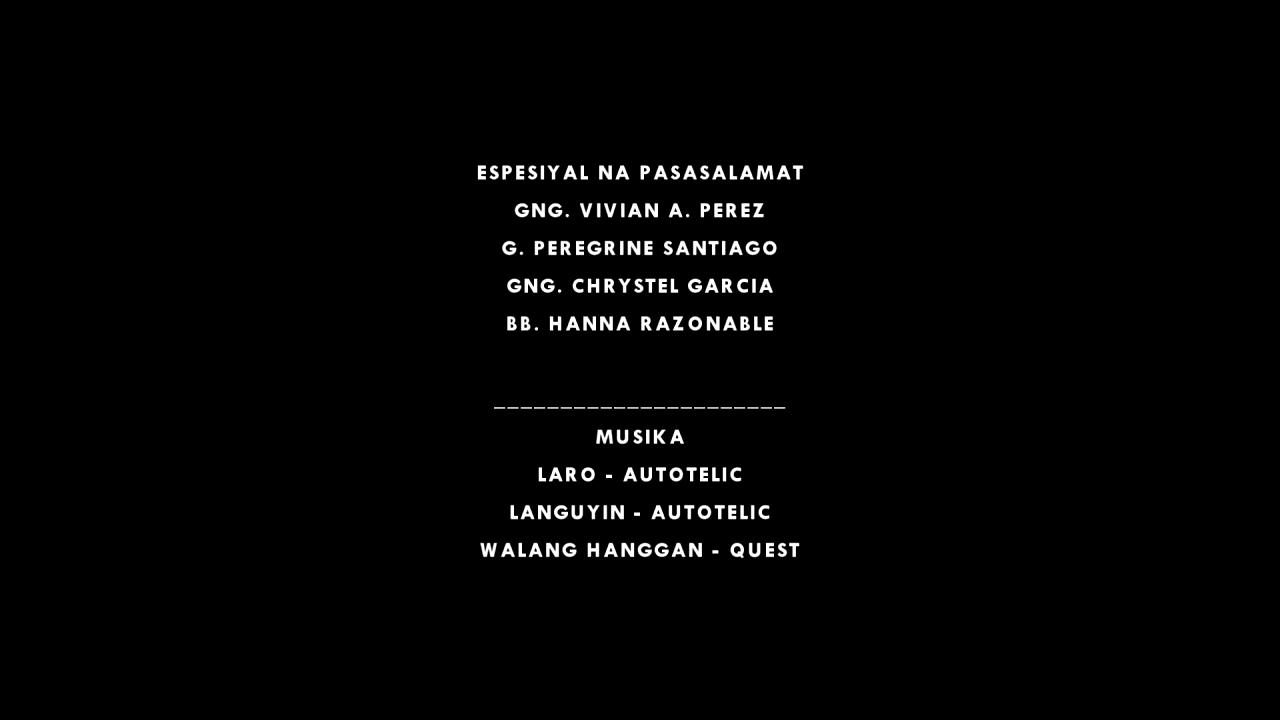 ESPESIYAL NA PASASALAMAT
GNG. VIVIAN A. PEREZ
G. PEREGRINE SANTIAGO
GNG. CHRYSTEL GARCIA
BB. HANNA RAZONABLE
______________________
MUSIKA
LARO - AUTOTELIC
LANGUYIN - AUTOTELIC
WALANG HANGGAN - QUEST